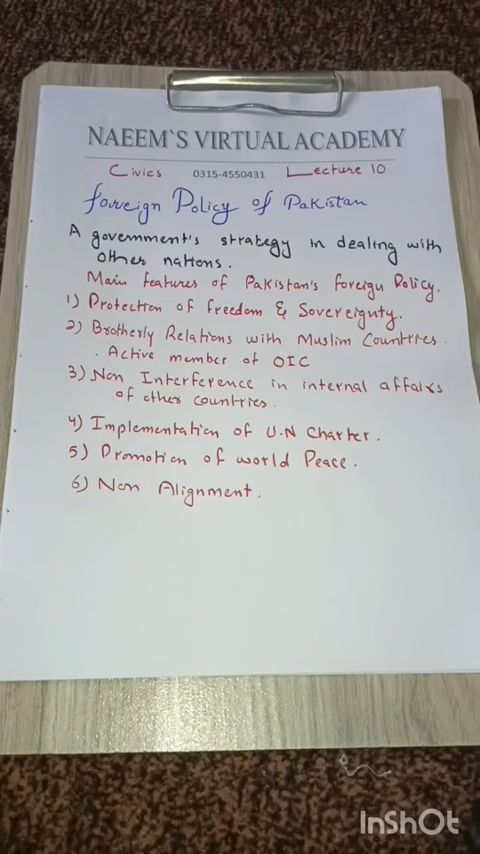 NAEEM`S VIRTUAL ACADEMY
Civics 0315-4550431 Lecture 10
Foreign Policy of Pakistan
A government's strategy in dealing with
other nations.
Main features of Pakistan's Foreign Policy.
1) Protection of freedom & Sovereignty.
2) Brotherly Relations with Muslim Countries.
. Active member of OIC
3) Non Interference in internal affairs
of other countries.
4) Implementation of U.N Charter.
5) Promotion of world Peace.
6) Non Alignment.
InShOt